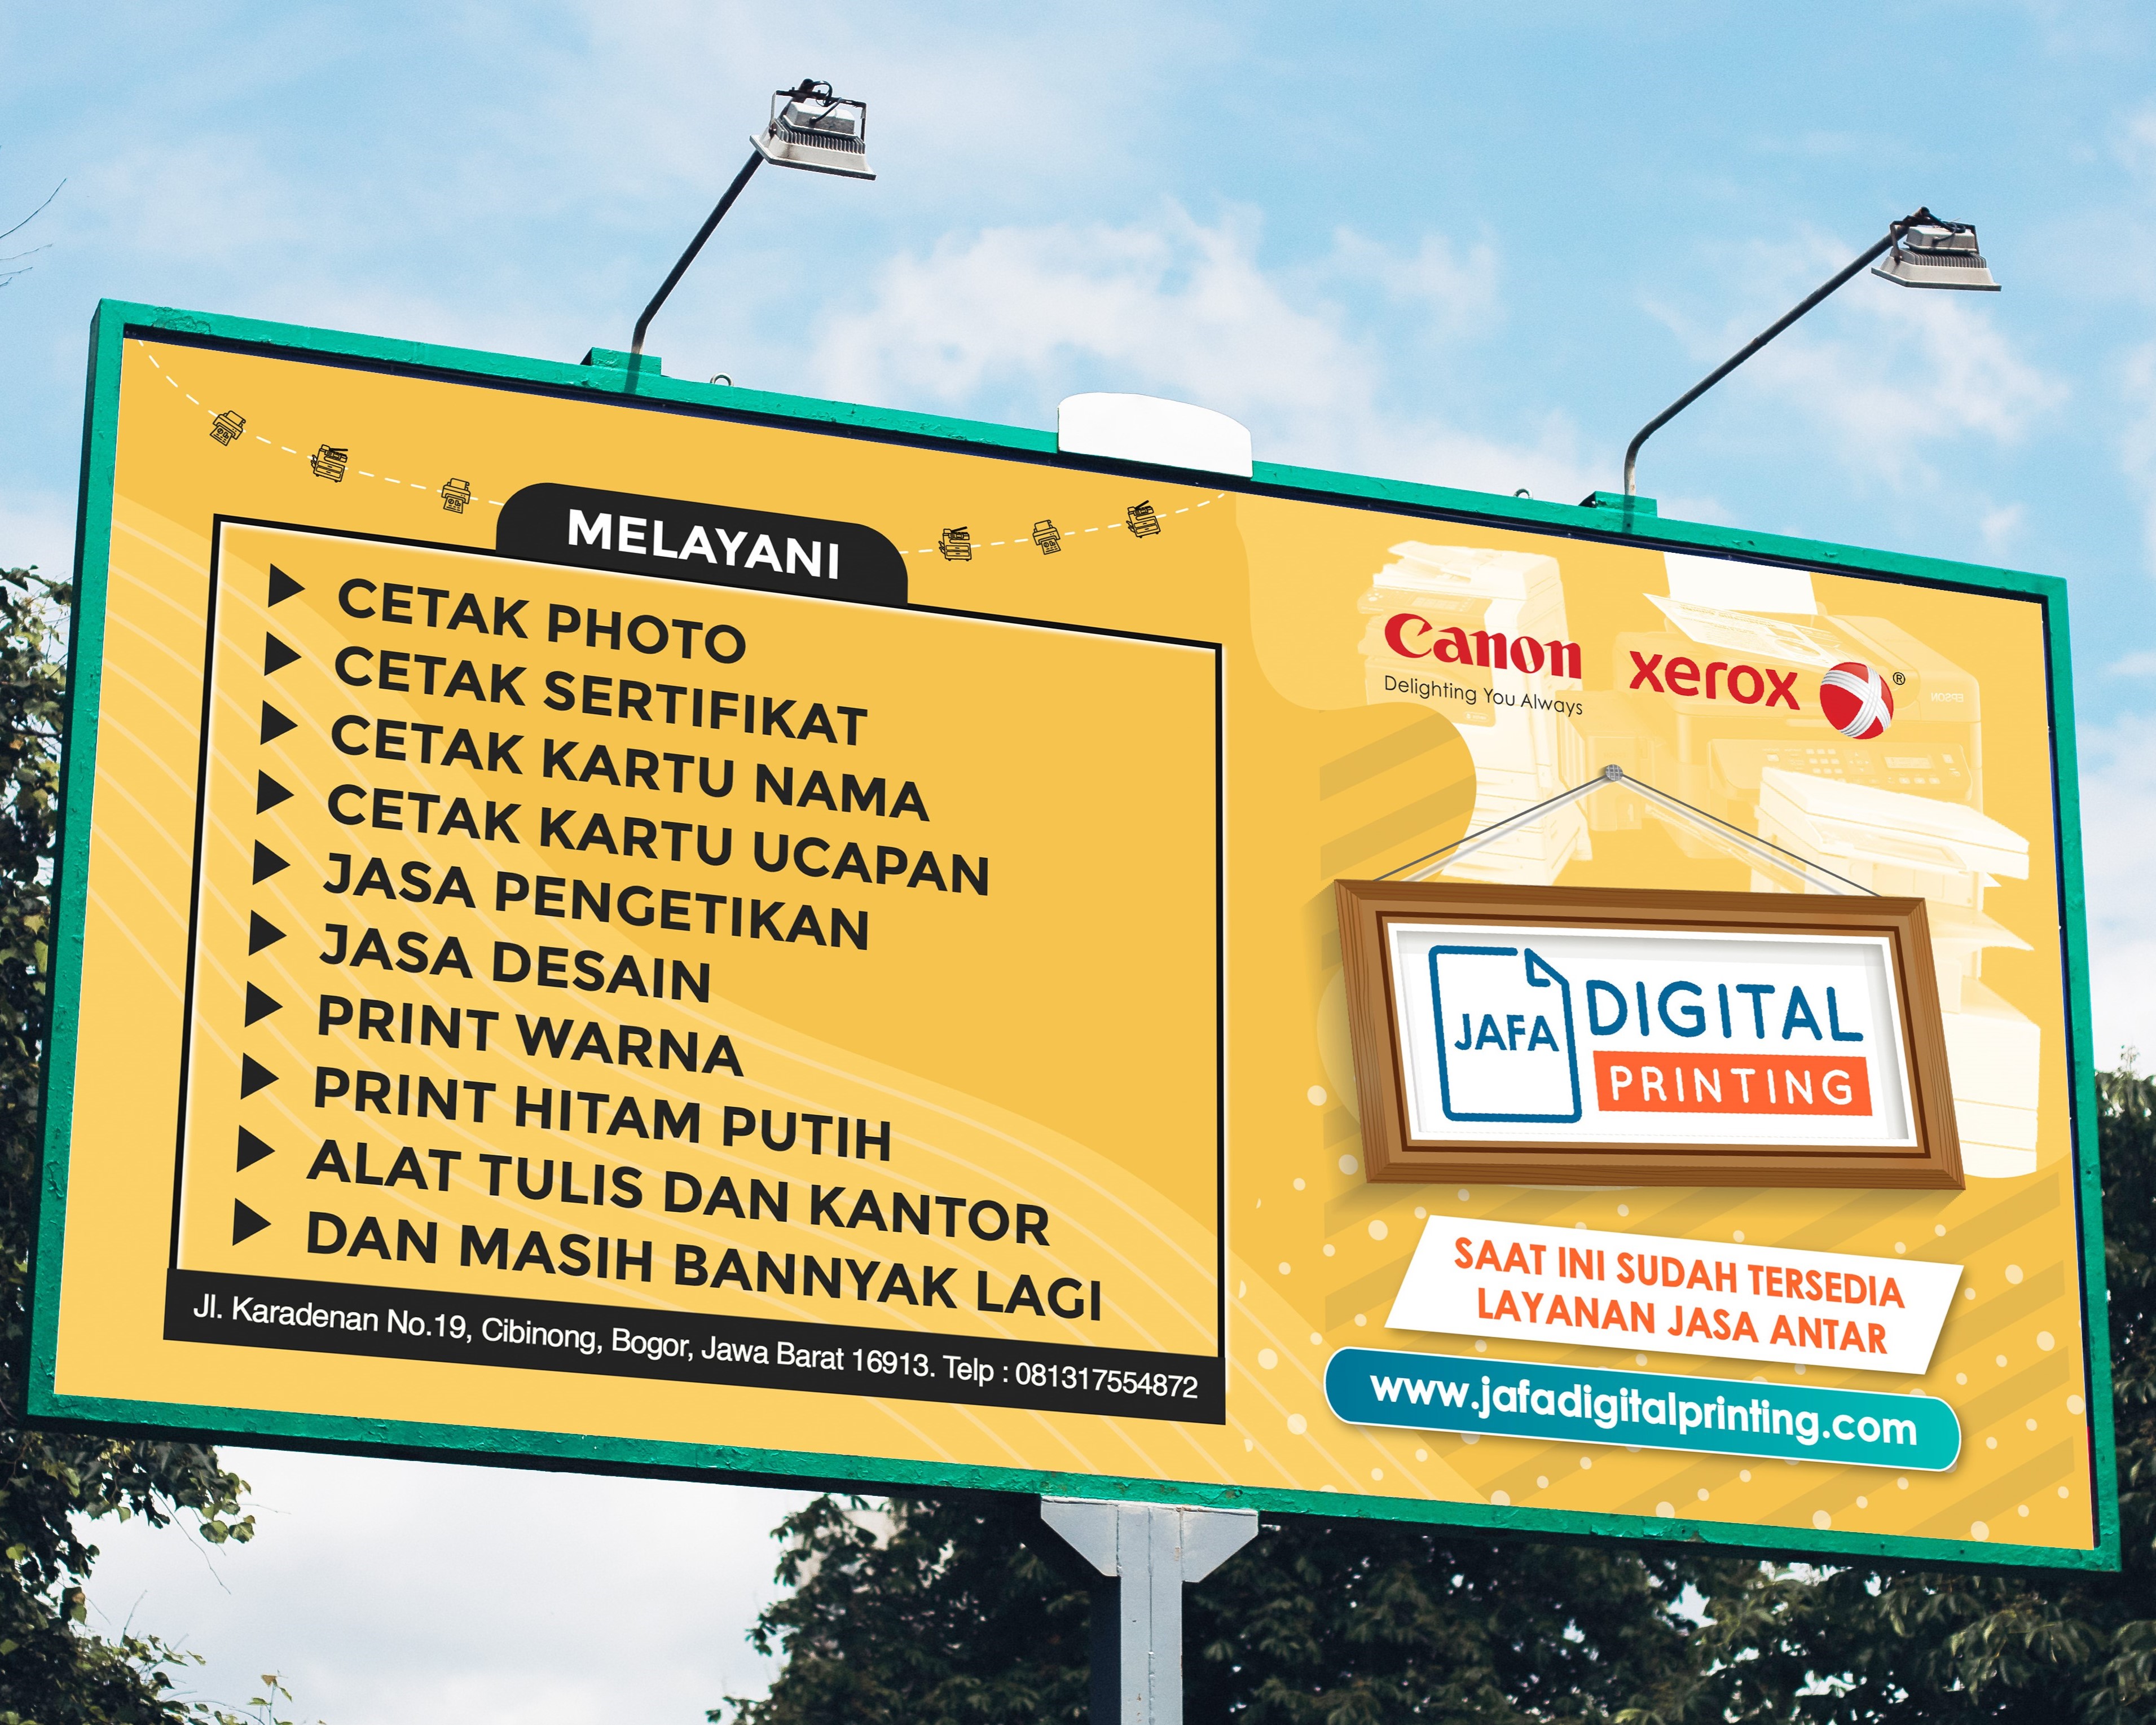 MELAYANI
CETAK PHOTO
CETAK SERTIFIKAT
CETAK KARTU NAMA
CETAK KARTU UCAPAN
JASA PENGETIKAN
JASA DESAIN
PRINT WARNA
PRINT HITAM PUTIH
ALAT TULIS DAN KANTOR
DAN MASIH BANNYAK LAGI
Jl. Karadenan No.19, Cibinong, Bogor, Jawa Barat 16913. Telp : 081317554872
Canon
Delighting You Always
xerox ®
JAFA
DIGITAL
PRINTING
SAAT INI SUDAH TERSEDIA
LAYANAN JASA ANTAR
www.jafadigitalprinting.com